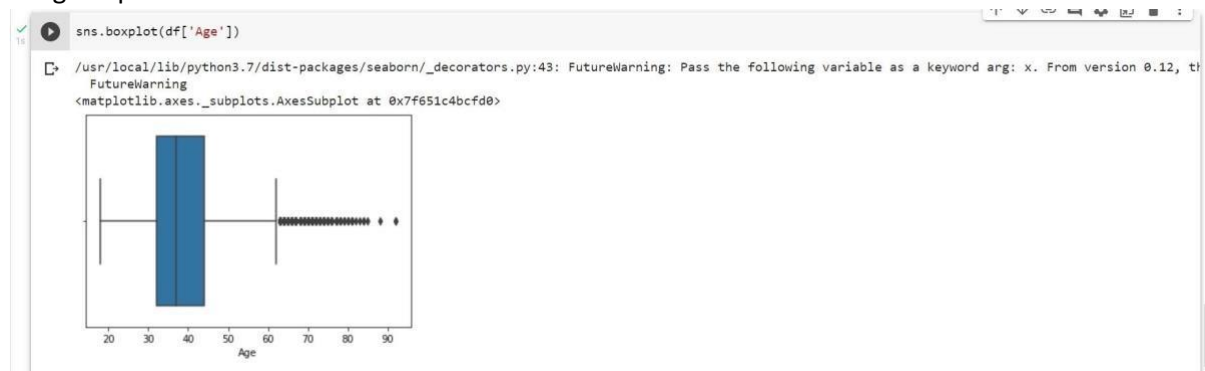 sns.boxplot(df['Age'])
/usr/local/lib/python3.7/dist-packages/seaborn/_decorators.py:43: FutureWarning: Pass the following variable as a keyword arg: x. From version 0.12, th
FutureWarning
<matplotlib.axes._subplots.AxesSubplot at 0x7f651c4bcfd0>
20 30 40 50 60 70 80 90
Age